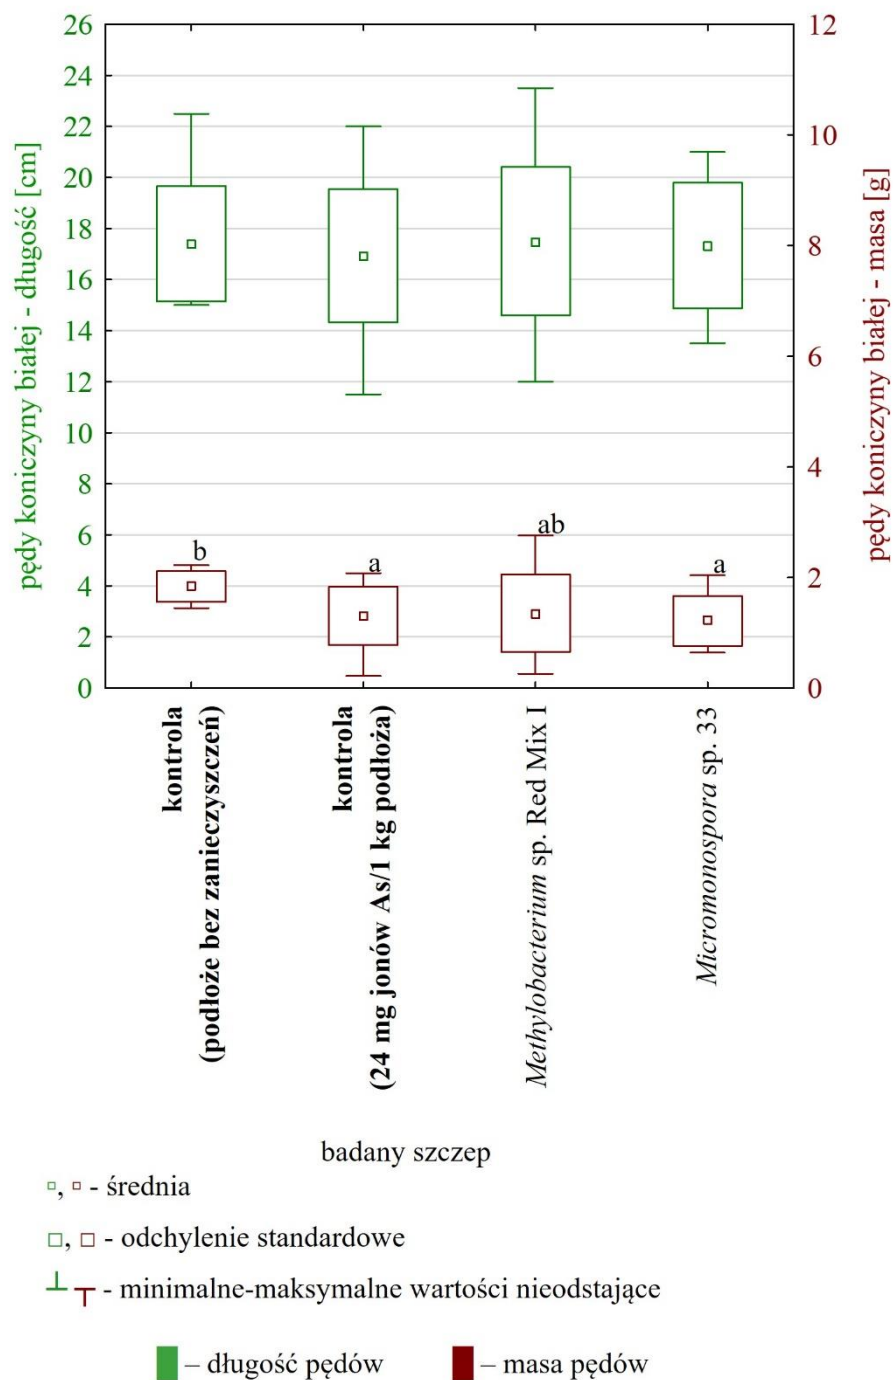 pędy koniczyny białej - długość [cm]
26
24
22
20
18
16
14
12
10
8
6
4
2
0
b
a
ab
a
12
10
8
6
4
2
0
pędy koniczyny białej - masa [g]
kontrola
(podłoże bez zanieczyszczeń)
kontrola
(24 mg jonów As/1 kg podłoża)
Methylobacterium sp. Red Mix I
Micromonospora sp. 33
badany szczep
, - średnia
, - odchylenie standardowe
- minimalne-maksymalne wartości nieodstające
– długość pędów
– masa pędów